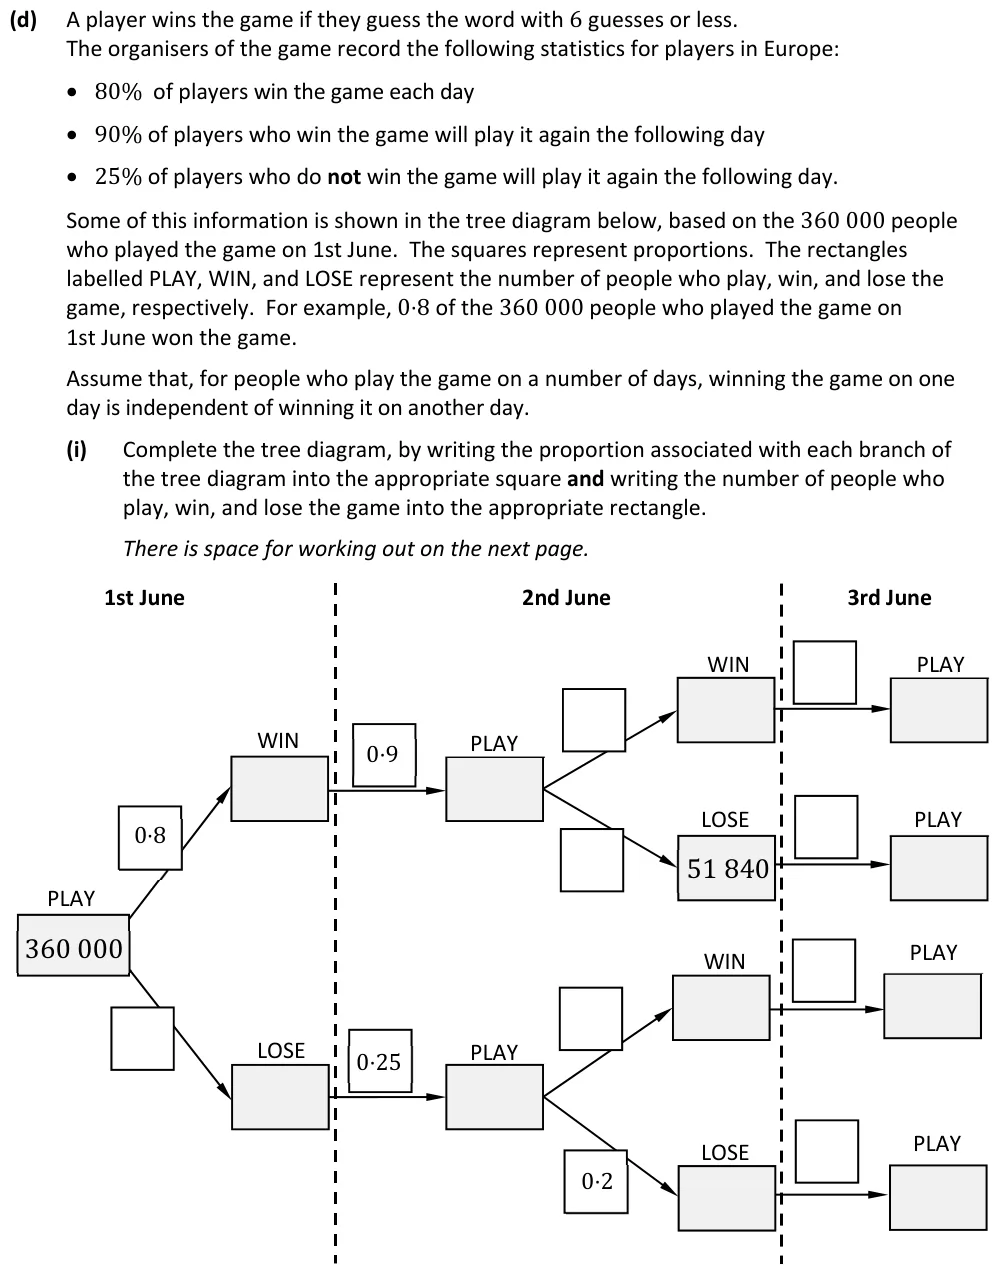 (d) A player wins the game if they guess the word with 6 guesses or less.
The organisers of the game record the following statistics for players in Europe:
• 80% of players win the game each day
• 90% of players who win the game will play it again the following day
• 25% of players who do not win the game will play it again the following day.
Some of this information is shown in the tree diagram below, based on the 360 000 people
who played the game on 1st June. The squares represent proportions. The rectangles
labelled PLAY, WIN, and LOSE represent the number of people who play, win, and lose the
game, respectively. For example, 0·8 of the 360 000 people who played the game on
1st June won the game.
Assume that, for people who play the game on a number of days, winning the game on one
day is independent of winning it on another day.
(i) Complete the tree diagram, by writing the proportion associated with each branch of
the tree diagram into the appropriate square and writing the number of people who
play, win, and lose the game into the appropriate rectangle.
There is space for working out on the next page.
1st June 2nd June 3rd June
WIN PLAY
WIN 0·9 PLAY
0·8
LOSE PLAY
51 840
PLAY
360 000
WIN PLAY
LOSE 0·25 PLAY
LOSE PLAY
0·2